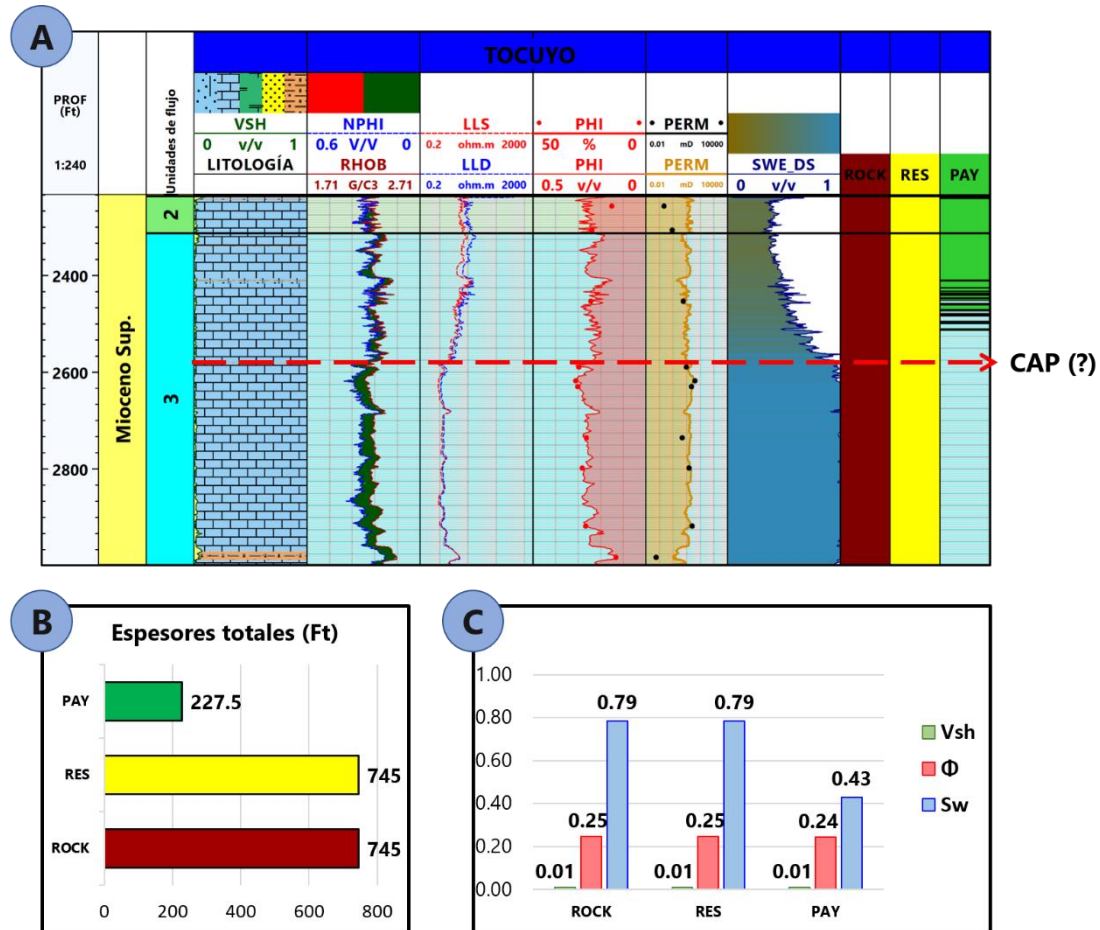 A
TOCUYO
PROF
(Ft)
1:240
Unidades de flujo
VSH
0 v/v 1
LITOLOGÍA
NPHI
0.6 V/V 0
RHOB
1.71 G/C3 2.71
LLS
0.2 ohm.m 2000
LLD
0.2 ohm.m 2000
PHI
50 % 0
PHI
0.5 v/v 0
PERM
0.01 mD 10000
PERM
0.01 mD 10000
SWE_DS
0 v/v 1
ROCK
RES
PAY
Mioceno Sup.
2
3
2400
2600
2800
CAP (?)
B
Espesores totales (Ft)
PAY
227.5
RES
745
ROCK
745
0 200 400 600 800
C
1.00
0.80
0.60
0.40
0.20
0.00
0.01 0.25 0.79
0.01 0.25 0.79
0.01 0.24 0.43
ROCK RES PAY
Vsh
Φ
Sw